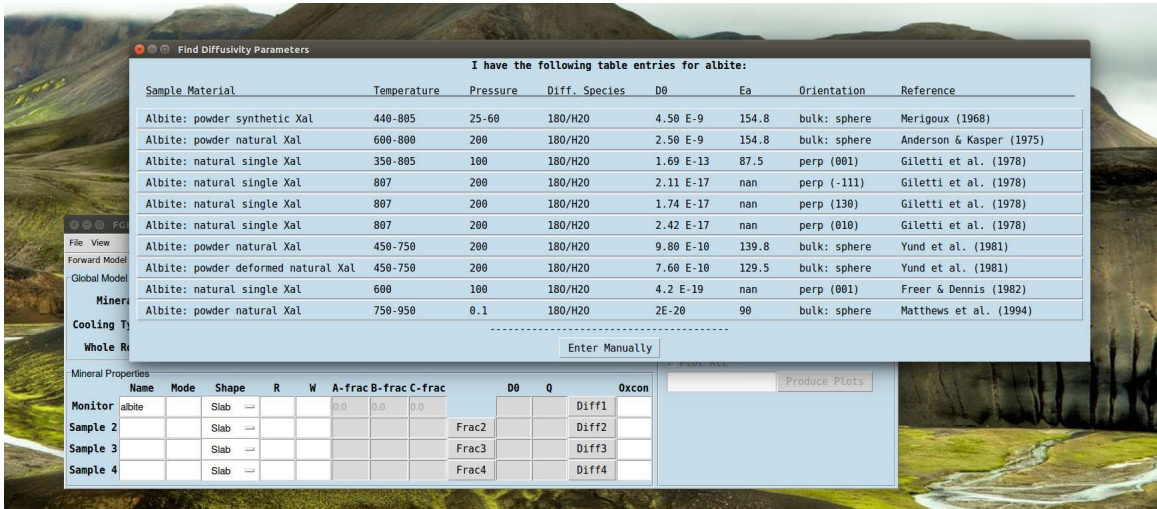 Find Diffusivity Parameters
I have the following table entries for albite:
Sample Material Temperature Pressure Diff. Species D0 Ea Orientation Reference
Albite: powder synthetic Xal 440-805 25-60 18O/H2O 4.50 E-9 154.8 bulk: sphere Merigoux (1968)
Albite: powder natural Xal 600-800 200 18O/H2O 2.50 E-9 154.8 bulk: sphere Anderson & Kasper (1975)
Albite: natural single Xal 350-805 100 18O/H2O 1.69 E-13 87.5 perp (001) Giletti et al. (1978)
Albite: natural single Xal 807 200 18O/H2O 2.11 E-17 nan perp (-111) Giletti et al. (1978)
Albite: natural single Xal 807 200 18O/H2O 1.74 E-17 nan perp (130) Giletti et al. (1978)
Albite: natural single Xal 807 200 18O/H2O 2.42 E-17 nan perp (010) Giletti et al. (1978)
Albite: powder natural Xal 450-750 200 18O/H2O 9.80 E-10 139.8 bulk: sphere Yund et al. (1981)
Albite: powder deformed natural Xal 450-750 200 18O/H2O 7.60 E-10 129.5 bulk: sphere Yund et al. (1981)
Albite: natural single Xal 600 100 18O/H2O 4.2 E-19 nan perp (001) Freer & Dennis (1982)
Albite: powder natural Xal 750-950 0.1 18O/H2O 2E-20 90 bulk: sphere Matthews et al. (1994)
----------------------------------------
Enter Manually
File View
Forward Model
Global Model
Cooling Ty
Whole Ro
Produce Plots
Mineral Properties
Name Mode Shape R W A-frac B-frac C-frac D0 Q Oxcon
Monitor albite Slab 0.0 0.0 0.0 Diff1
Sample 2 Slab Frac2 Diff2
Sample 3 Slab Frac3 Diff3
Sample 4 Slab Frac4 Diff4